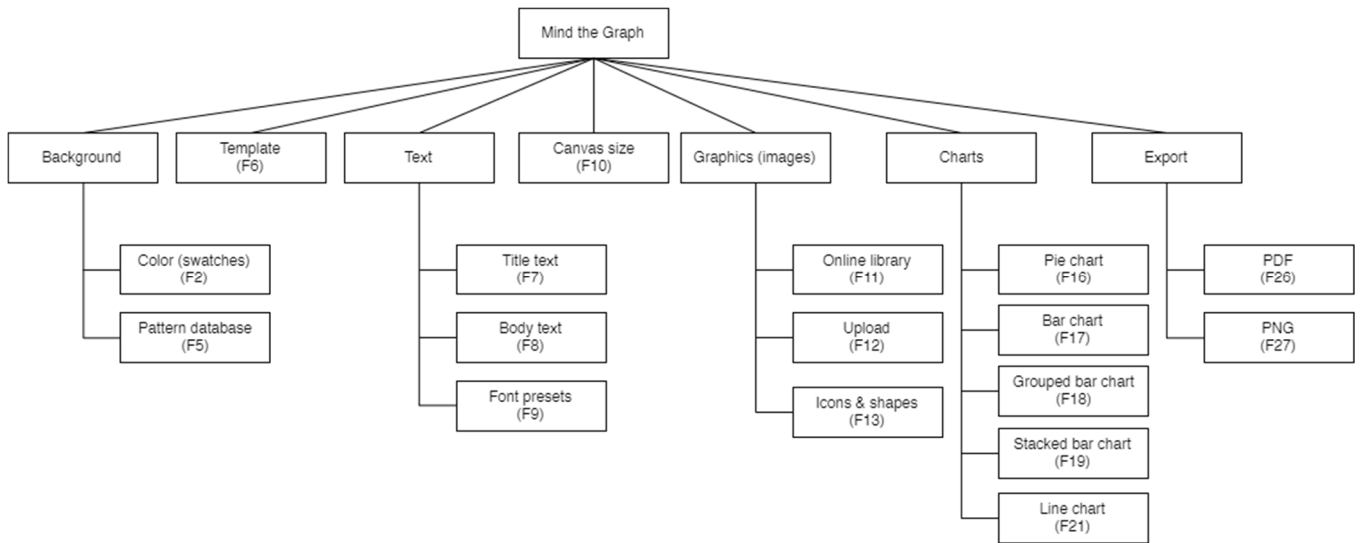 Mind the Graph
Background
Template
(F6)
Text
Canvas size
(F10)
Graphics (images)
Charts
Export
Color (swatches)
(F2)
Pattern database
(F5)
Title text
(F7)
Body text
(F8)
Font presets
(F9)
Online library
(F11)
Upload
(F12)
Icons & shapes
(F13)
Pie chart
(F16)
Bar chart
(F17)
Grouped bar chart
(F18)
Stacked bar chart
(F19)
Line chart
(F21)
PDF
(F26)
PNG
(F27)